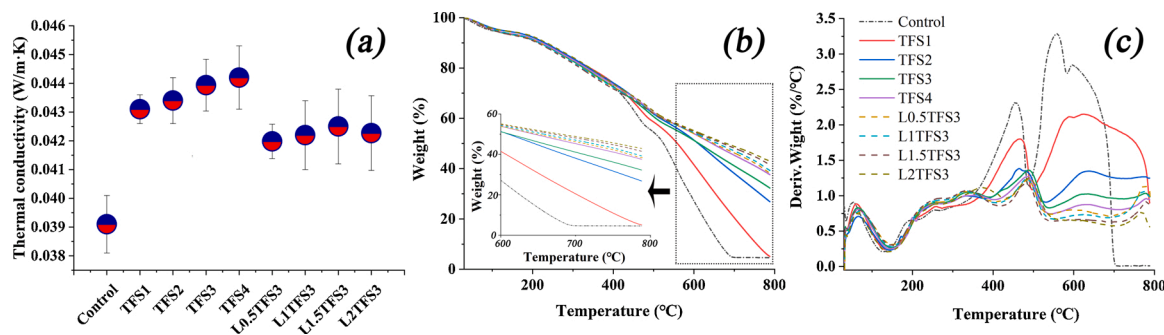 (a)
Thermal conductivity (W/m·K)
0.046
0.045
0.044
0.043
0.042
0.041
0.040
0.039
0.038
Control
TFS1
TFS2
TFS3
TFS4
L0.5TFS3
L1TFS3
L1.5TFS3
L2TFS3
(b)
Weight (%)
100
80
60
40
20
0
0
200
400
600
800
Temperature (℃)
Weight (%)
60
40
20
0
600
700
800
Temperature (℃)
(c)
Deriv.Wight (%/℃)
3.5
3.0
2.5
2.0
1.5
1.0
0.5
0.0
200
400
600
800
Temperature (℃)
Control
TFS1
TFS2
TFS3
TFS4
L0.5TFS3
L1TFS3
L1.5TFS3
L2TFS3